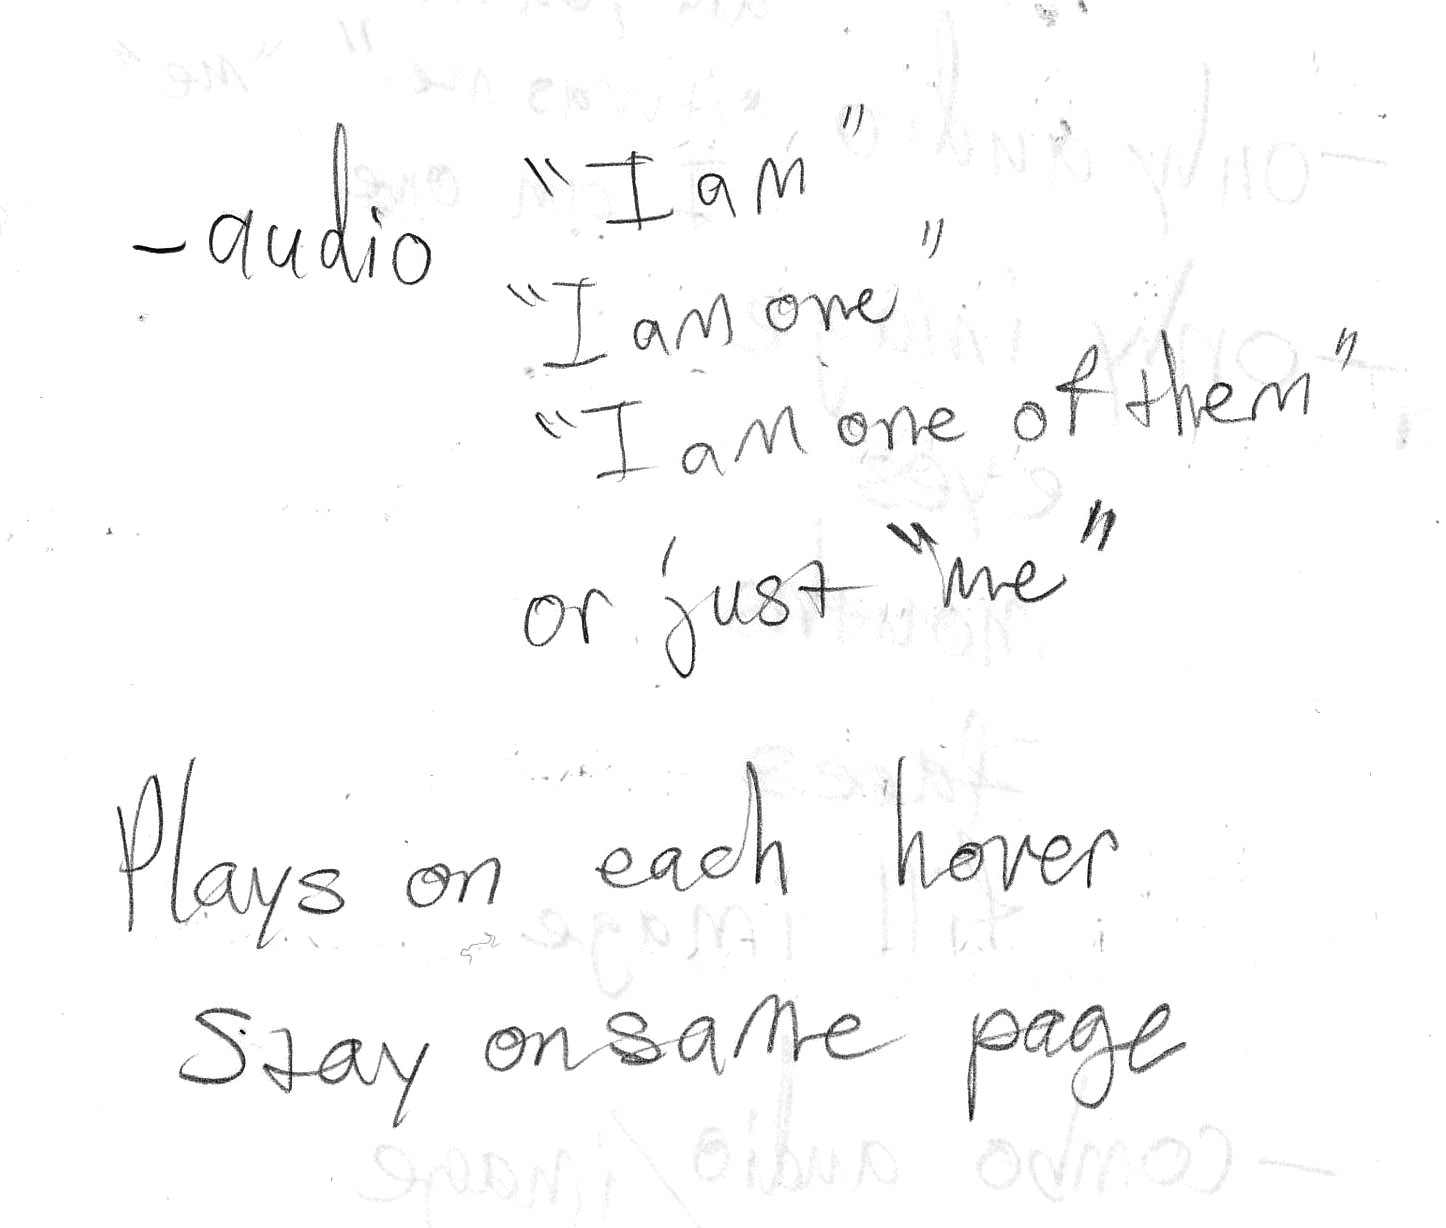 - audio "I am"
"I am one"
"I am one of them"
or just "me"
Plays on each hover
Stay on same page